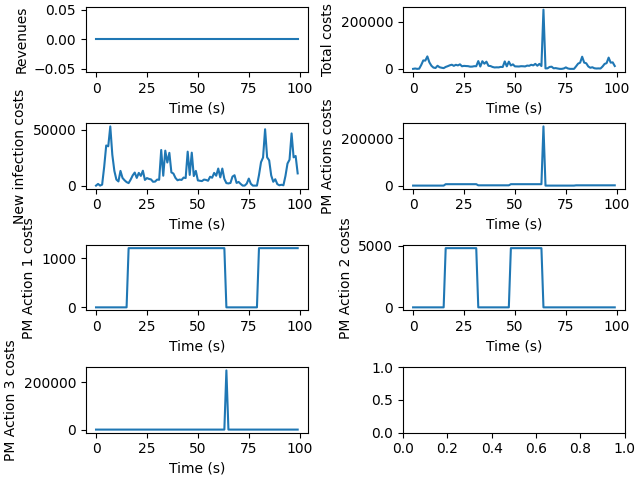 Revenues
0.05
0.00
−0.05
0 25 50 75 100
Time (s)
Total costs
200000
0
0 25 50 75 100
Time (s)
New infection costs
50000
0
0 25 50 75 100
Time (s)
PM Actions costs
200000
0
0 25 50 75 100
Time (s)
PM Action 1 costs
1000
0
0 25 50 75 100
Time (s)
PM Action 2 costs
5000
0
0 25 50 75 100
Time (s)
PM Action 3 costs
200000
0
0 25 50 75 100
Time (s)
1.0
0.5
0.0
0.0 0.2 0.4 0.6 0.8 1.0